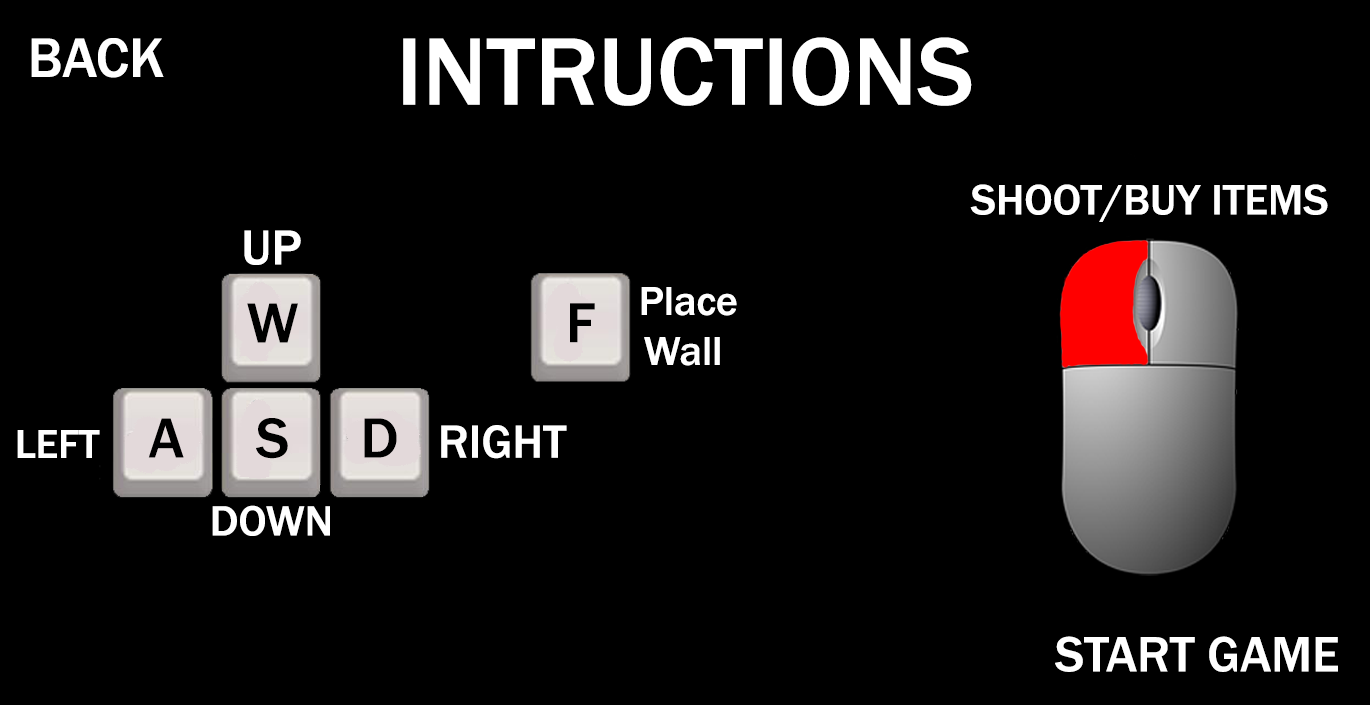 BACK
INTRUCTIONS
SHOOT/BUY ITEMS
UP
W
F
Place
Wall
LEFT
A
S
D
RIGHT
DOWN
START GAME